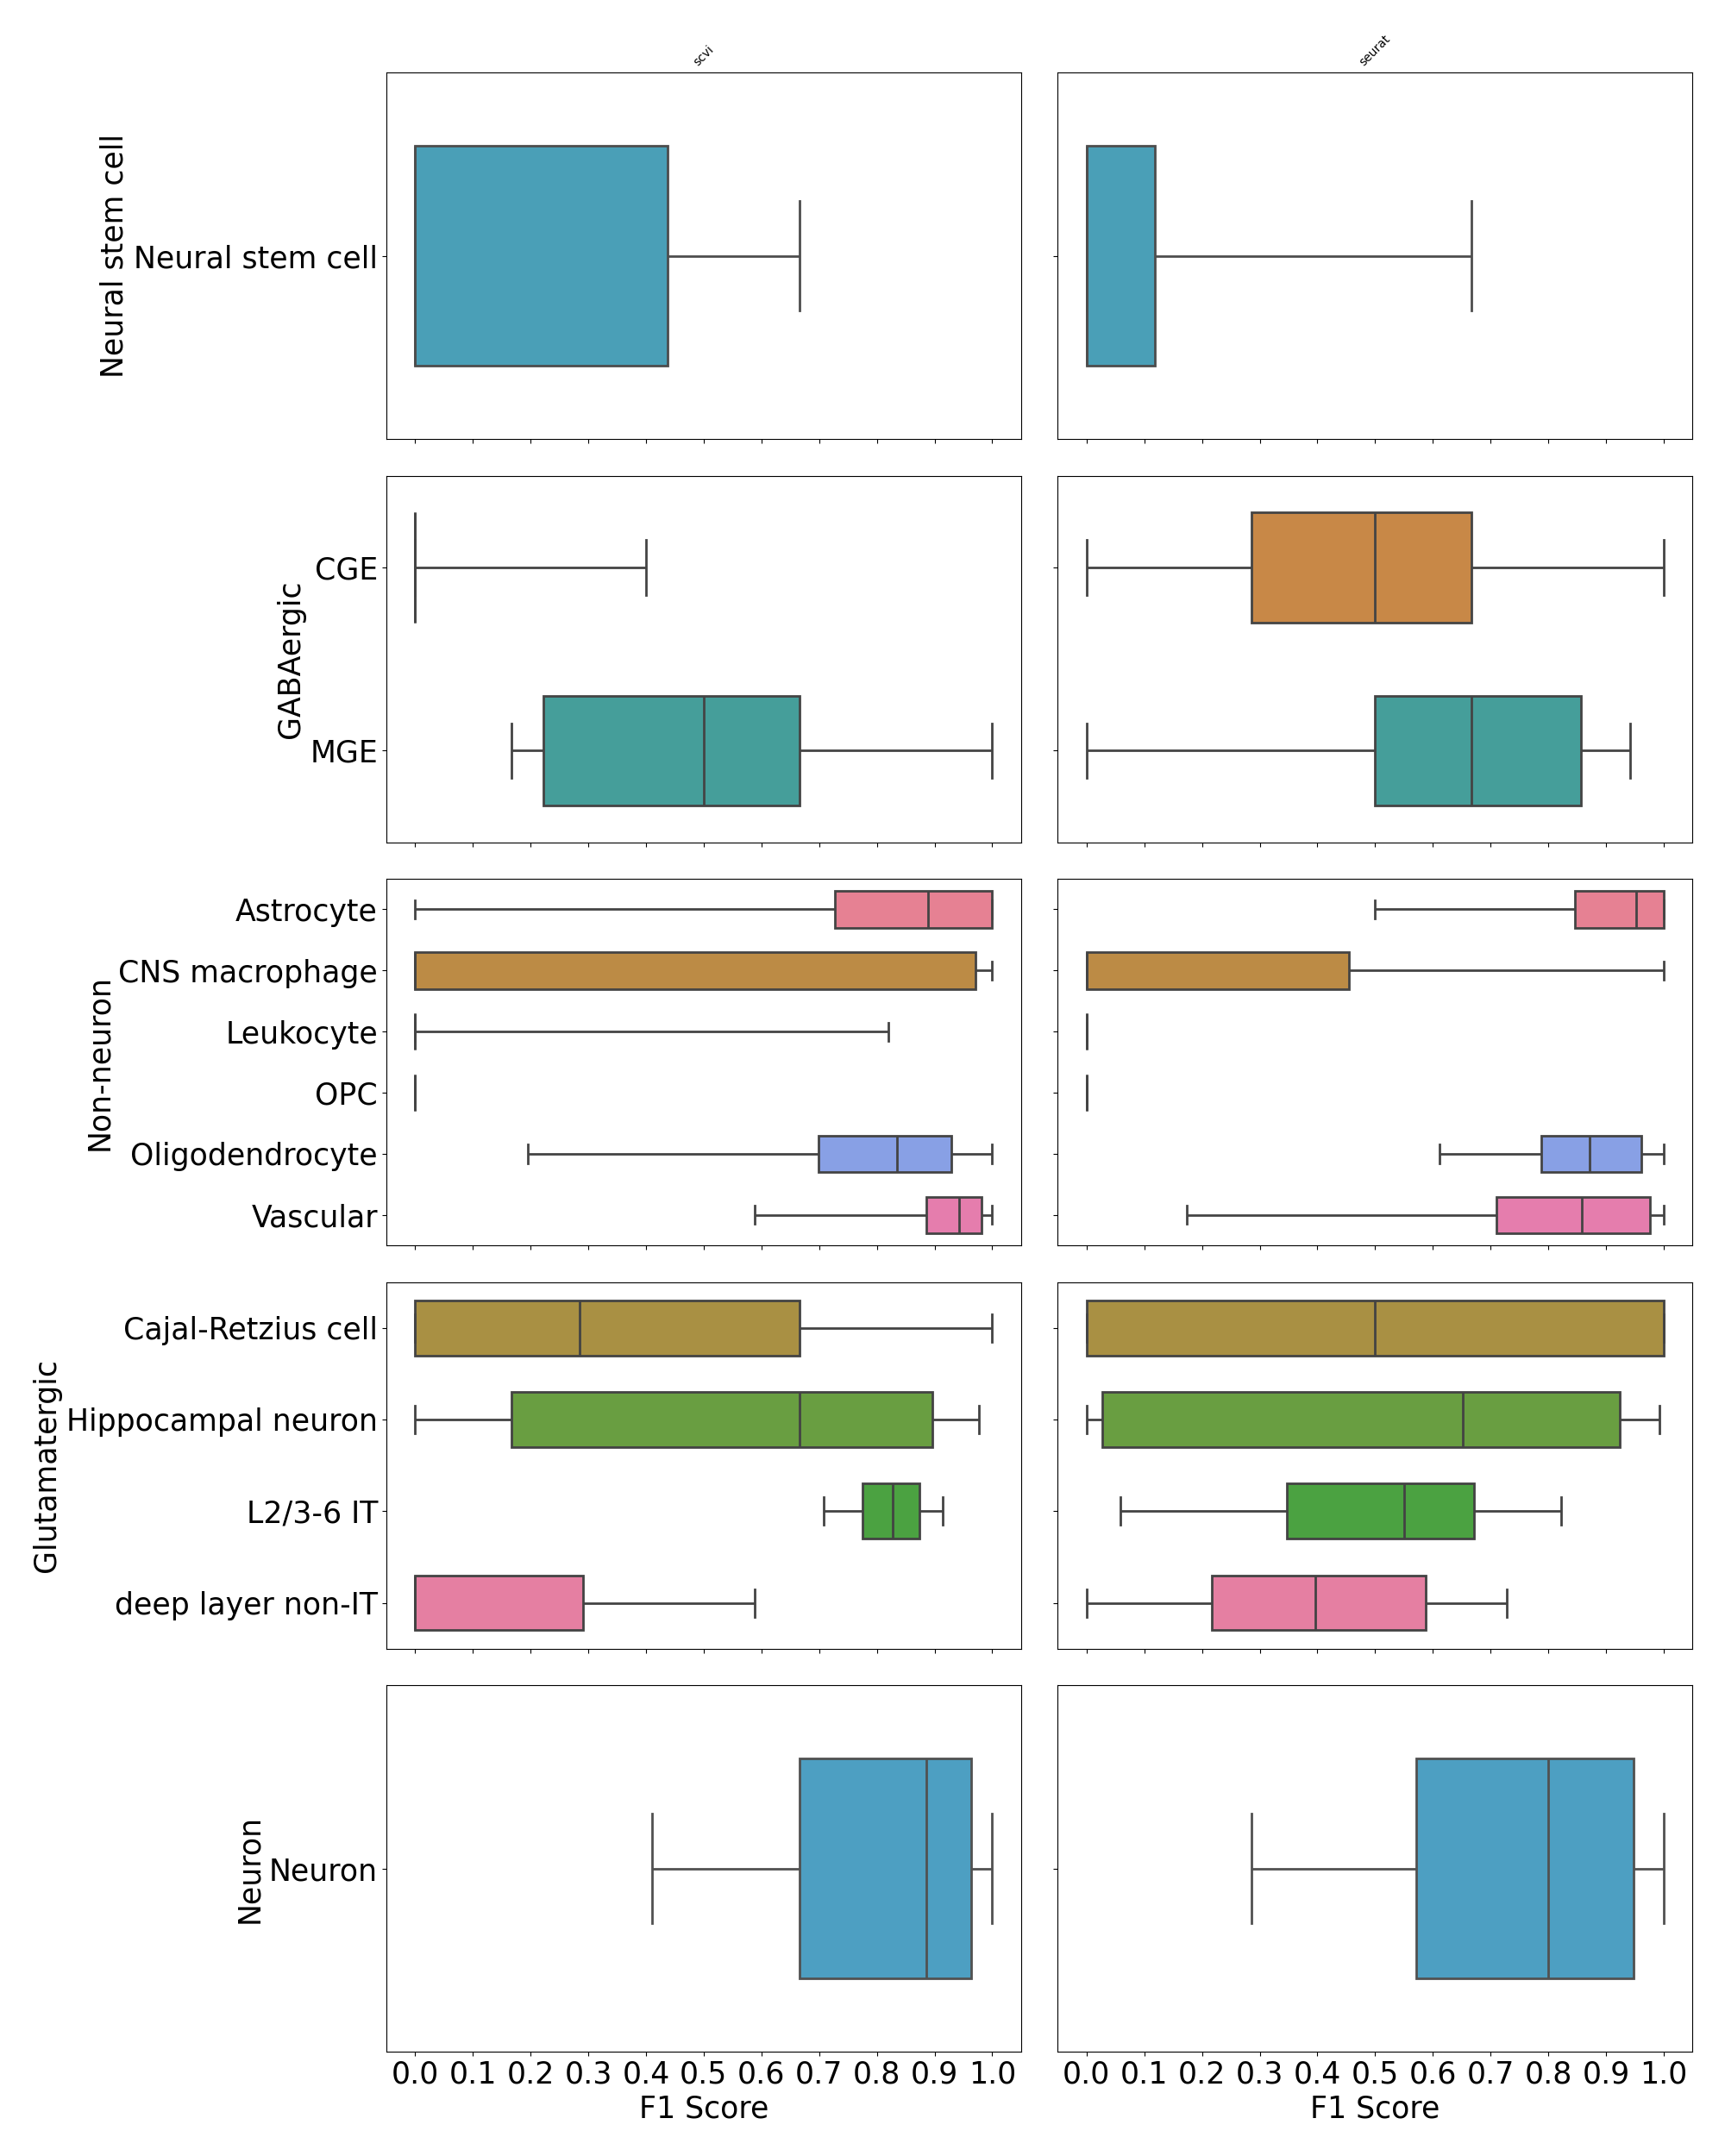 scvi
seurat
Neural stem cell
Neural stem cell
GABAergic
CGE
MGE
Non-neuron
Astrocyte
CNS macrophage
Leukocyte
OPC
Oligodendrocyte
Vascular
Glutamatergic
Cajal-Retzius cell
Hippocampal neuron
L2/3-6 IT
deep layer non-IT
Neuron
Neuron
0.0 0.1 0.2 0.3 0.4 0.5 0.6 0.7 0.8 0.9 1.0
0.0 0.1 0.2 0.3 0.4 0.5 0.6 0.7 0.8 0.9 1.0
F1 Score
F1 Score